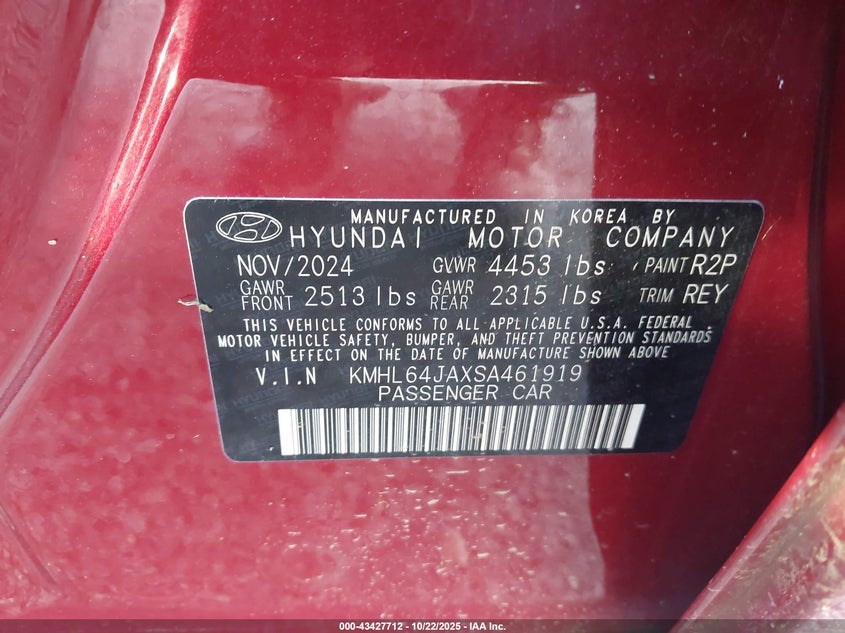 MANUFACTURED IN KOREA BY
HYUNDAI MOTOR COMPANY
NOV/2024 GVWR 4453 lbs PAINT R2P
GAWR FRONT 2513 lbs GAWR REAR 2315 lbs TRIM REY
THIS VEHICLE CONFORMS TO ALL APPLICABLE U.S.A. FEDERAL
MOTOR VEHICLE SAFETY, BUMPER, AND THEFT PREVENTION STANDARDS
IN EFFECT ON THE DATE OF MANUFACTURE SHOWN ABOVE
V.I.N KMHL64JAXSA461919
PASSENGER CAR
000-43427712 - 10/22/2025 - IAA Inc.